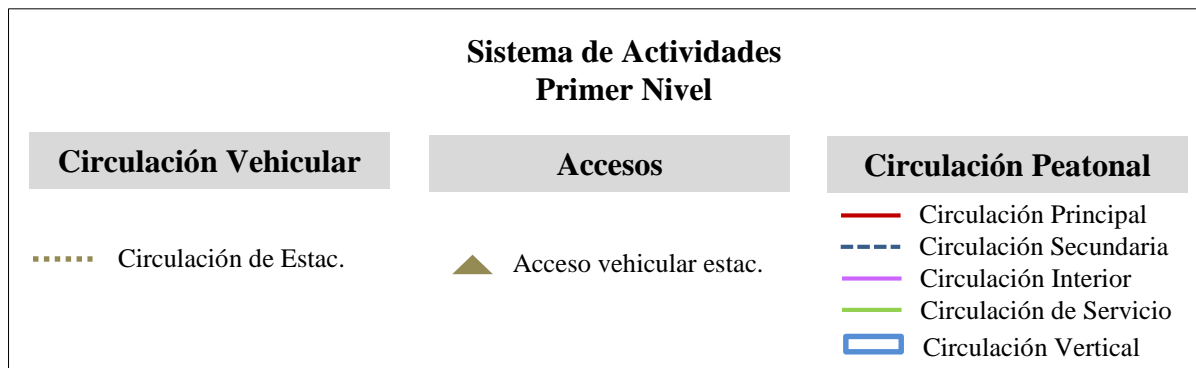 Sistema de Actividades
Primer Nivel
Circulación Vehicular
Circulación de Estac.
Accesos
Acceso vehicular estac.
Circulación Peatonal
Circulación Principal
Circulación Secundaria
Circulación Interior
Circulación de Servicio
Circulación Vertical